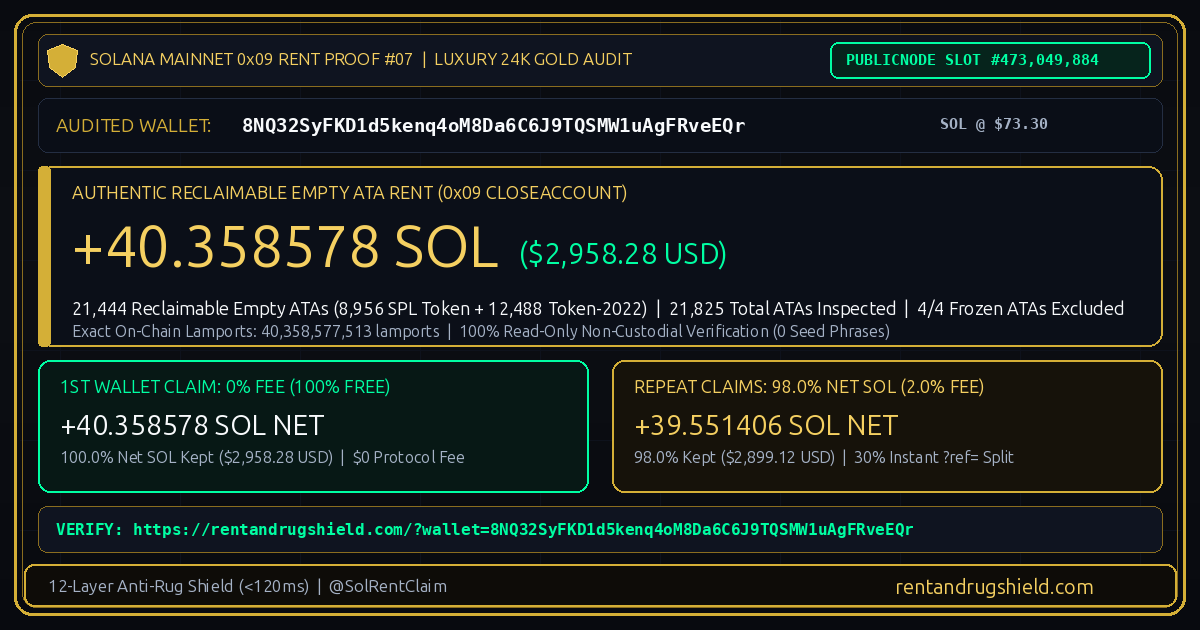 SOLANA MAINNET 0x09 RENT PROOF #07 | LUXURY 24K GOLD AUDIT
PUBLICNODE SLOT #473,049,884
AUDITED WALLET: 8NQ32SyFKD1d5kenq4oM8Da6C6J9TQSMW1uAgFRveEQr
SOL @ $73.30
AUTHENTIC RECLAIMABLE EMPTY ATA RENT (0x09 CLOSEACCOUNT)
+40.358578 SOL ($2,958.28 USD)
21,444 Reclaimable Empty ATAs (8,956 SPL Token + 12,488 Token-2022) | 21,825 Total ATAs Inspected | 4/4 Frozen ATAs Excluded
Exact On-Chain Lamports: 40,358,577,513 lamports | 100% Read-Only Non-Custodial Verification (0 Seed Phrases)
1ST WALLET CLAIM: 0% FEE (100% FREE)
+40.358578 SOL NET
100.0% Net SOL Kept ($2,958.28 USD) | $0 Protocol Fee
REPEAT CLAIMS: 98.0% NET SOL (2.0% FEE)
+39.551406 SOL NET
98.0% Kept ($2,899.12 USD) | 30% Instant ?ref= Split
VERIFY: https://rentandrugshield.com/?wallet=8NQ32SyFKD1d5kenq4oM8Da6C6J9TQSMW1uAgFRveEQr
12-Layer Anti-Rug Shield (<120ms) | @SolRentClaim
rentandrugshield.com